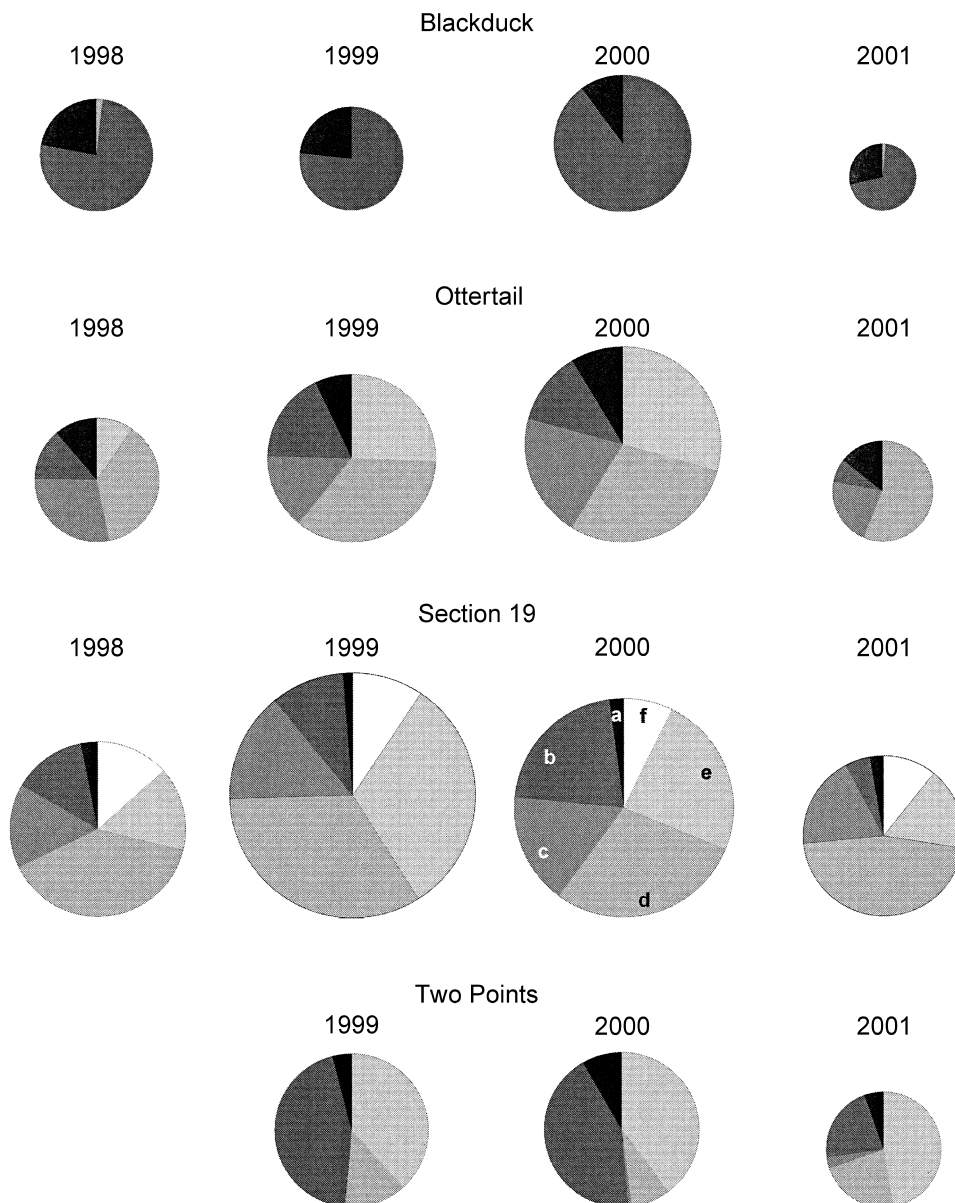 Blackduck
1998 1999 2000 2001
Ottertail
1998 1999 2000 2001
Section 19
1998 1999 2000 2001
a f
b e
c
d
Two Points
1999 2000 2001